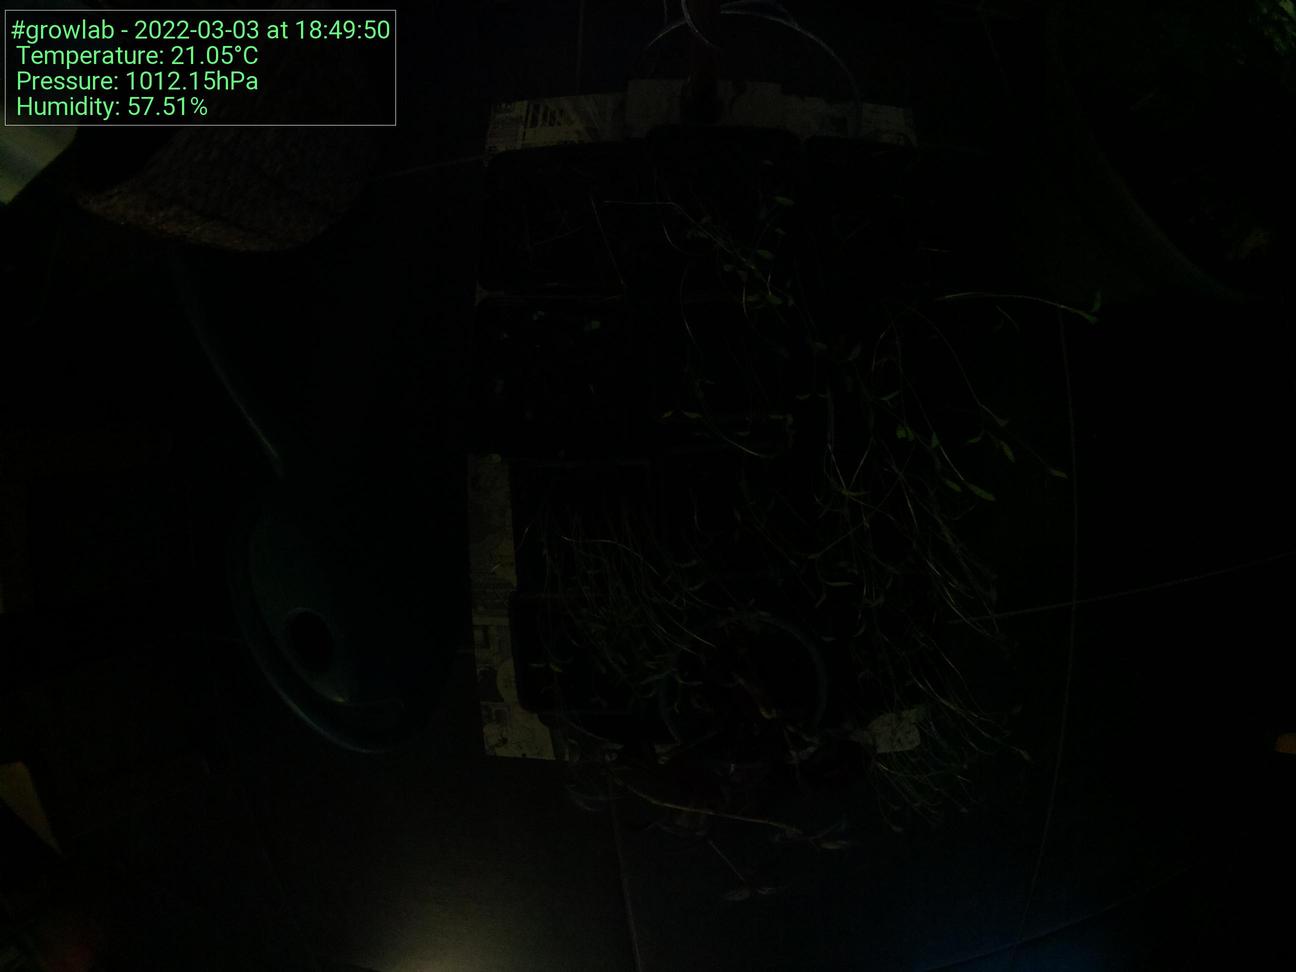 #growlab - 2022-03-03 at 18:49:50
Temperature: 21.05°C
Pressure: 1012.15hPa
Humidity: 57.51%